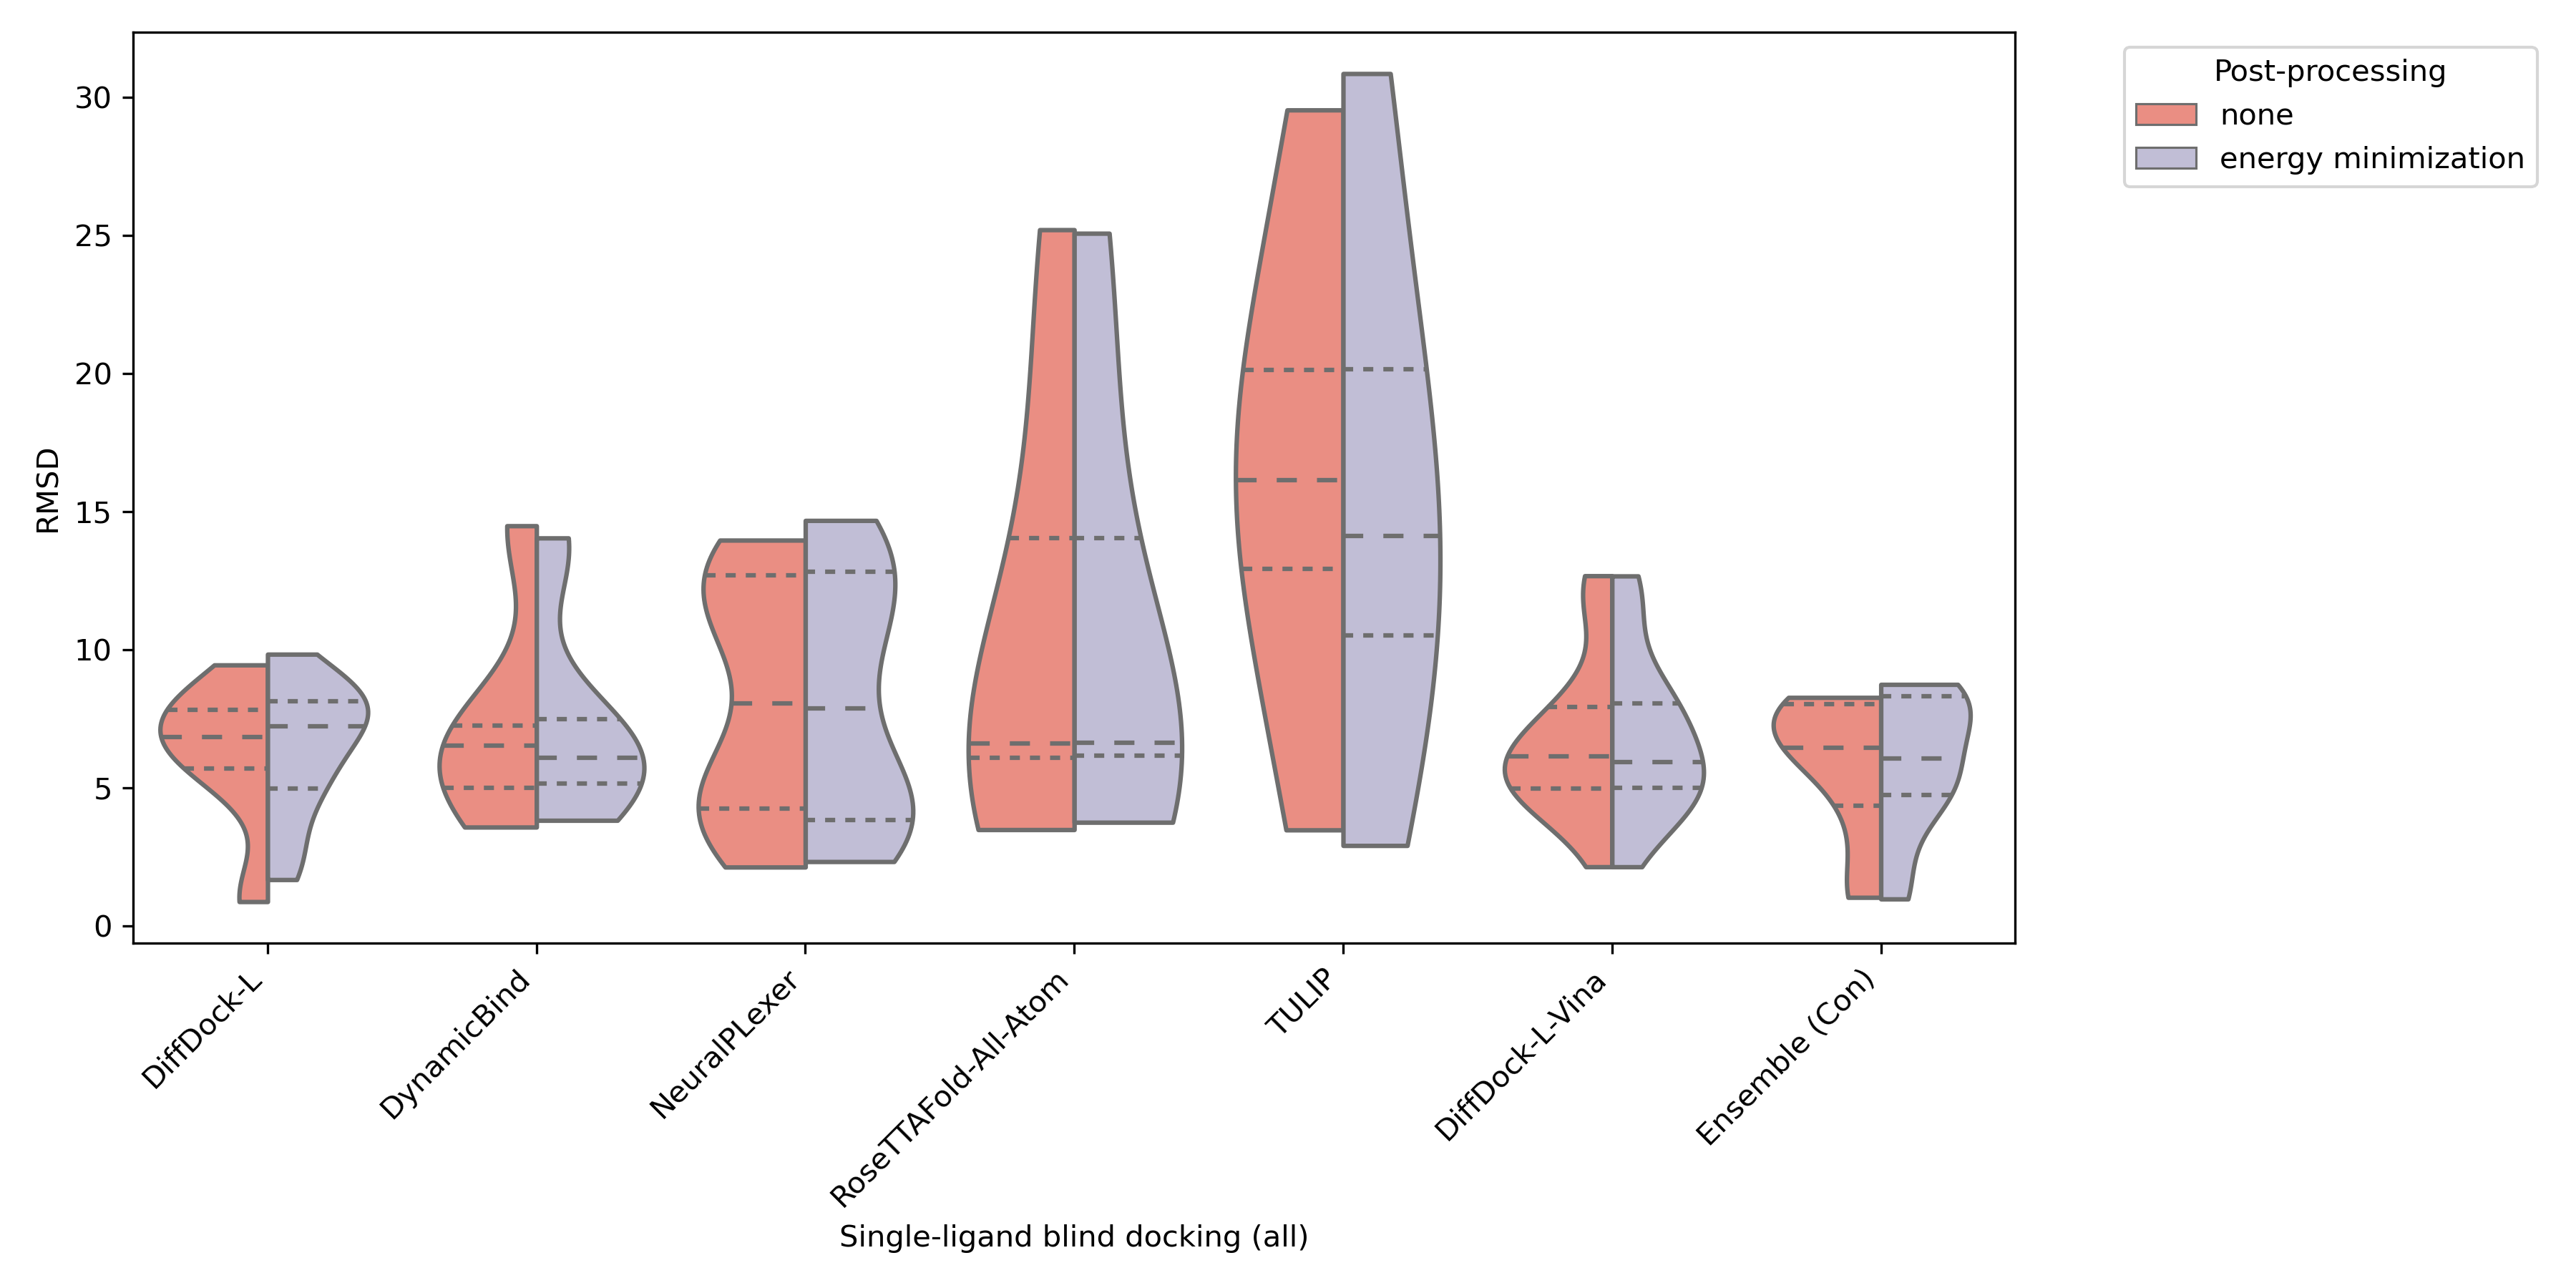 Post-processing
none
energy minimization
RMSD
30
25
20
15
10
5
0
DiffDock-L
DynamicBind
NeuralPLexer
RoseTTAFold-All-Atom
TULIP
DiffDock-L-Vina
Ensemble (Con)
Single-ligand blind docking (all)